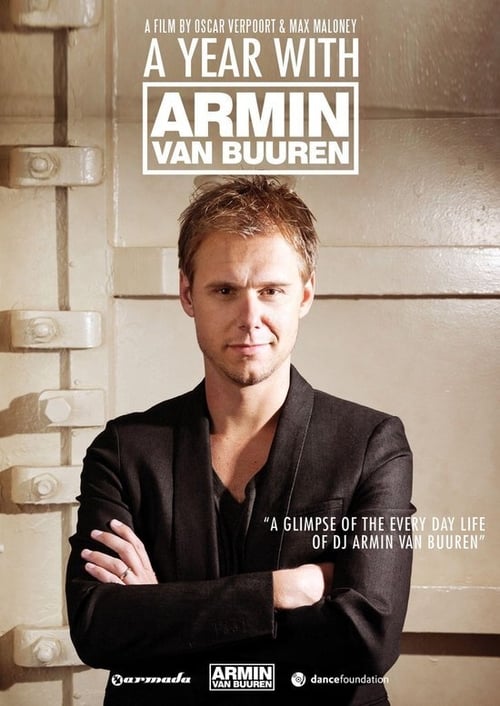 A FILM BY OSCAR VERPOORT & MAX MALONEY
A YEAR WITH
ARMIN
VAN BUUREN
"A GLIMPSE OF THE EVERY DAY LIFE
OF DJ ARMIN VAN BUUREN"
armada
ARMIN
VAN BUUREN
dancefoundation